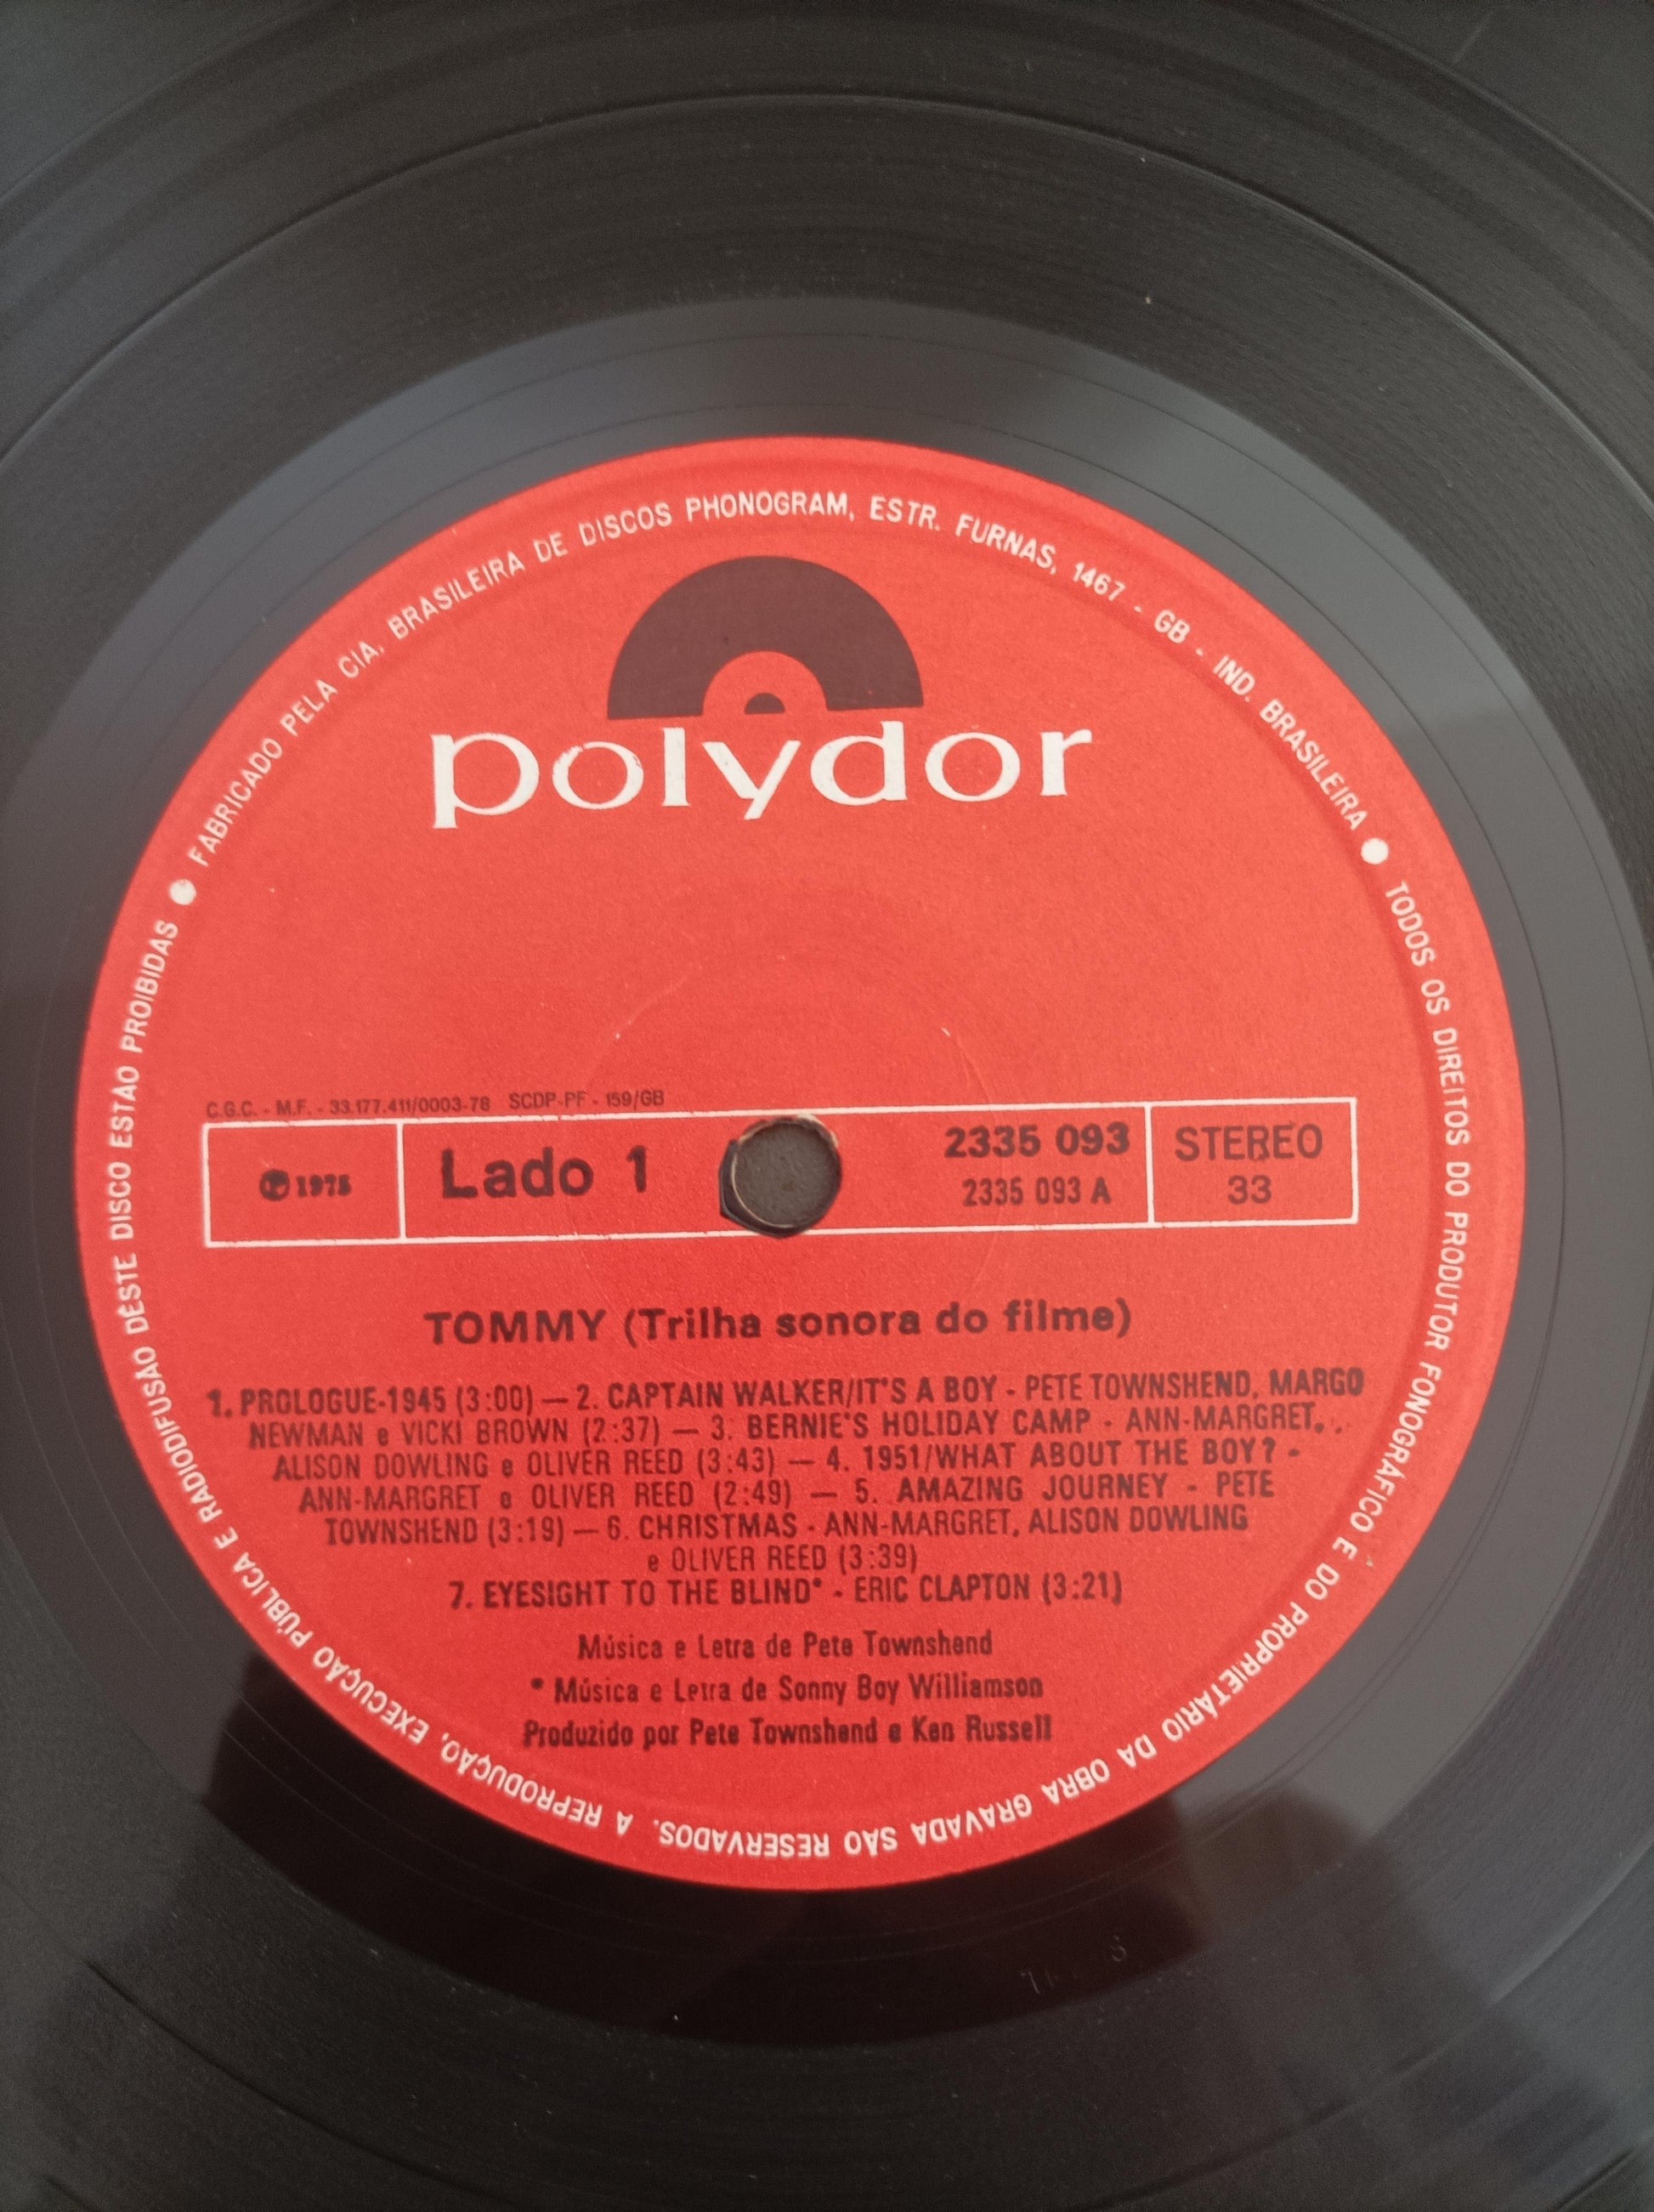 FABRICADO PELA CIA. BRASILEIRA DE DISCOS PHONOGRAM, ESTR. FURNAS, 1467 - GB - IND. BRASILEIRA ●
TODOS OS DIREITOS DO PRODUTOR FONOGRÁFICO E DO PROPRIETÁRIO DA OBRA GRAVADA SÃO RESERVADOS. A REPRODUÇÃO, EXECUÇÃO PÚBLICA E RADIODIFUSÃO DÊSTE DISCO ESTÃO PROIBIDAS ●
polydor
C.G.C. - M.F. - 33.177.411/0003-78 SCDP-PF - 159/GB
℗ 1975
Lado 1
2335 093
2335 093 A
STEREO
33
TOMMY (Trilha sonora do filme)
1. PROLOGUE-1945 (3:00) — 2. CAPTAIN WALKER/IT'S A BOY - PETE TOWNSHEND, MARGO
NEWMAN e VICKI BROWN (2:37) — 3. BERNIE'S HOLIDAY CAMP - ANN-MARGRET,
ALISON DOWLING e OLIVER REED (3:43) — 4. 1951/WHAT ABOUT THE BOY? -
ANN-MARGRET e OLIVER REED (2:49) — 5. AMAZING JOURNEY - PETE
TOWNSHEND (3:19) — 6. CHRISTMAS - ANN-MARGRET, ALISON DOWLING
e OLIVER REED (3:39)
7. EYESIGHT TO THE BLIND* - ERIC CLAPTON (3:21)
Música e Letra de Pete Townshend
* Música e Letra de Sonny Boy Williamson
Produzido por Pete Townshend e Ken Russell